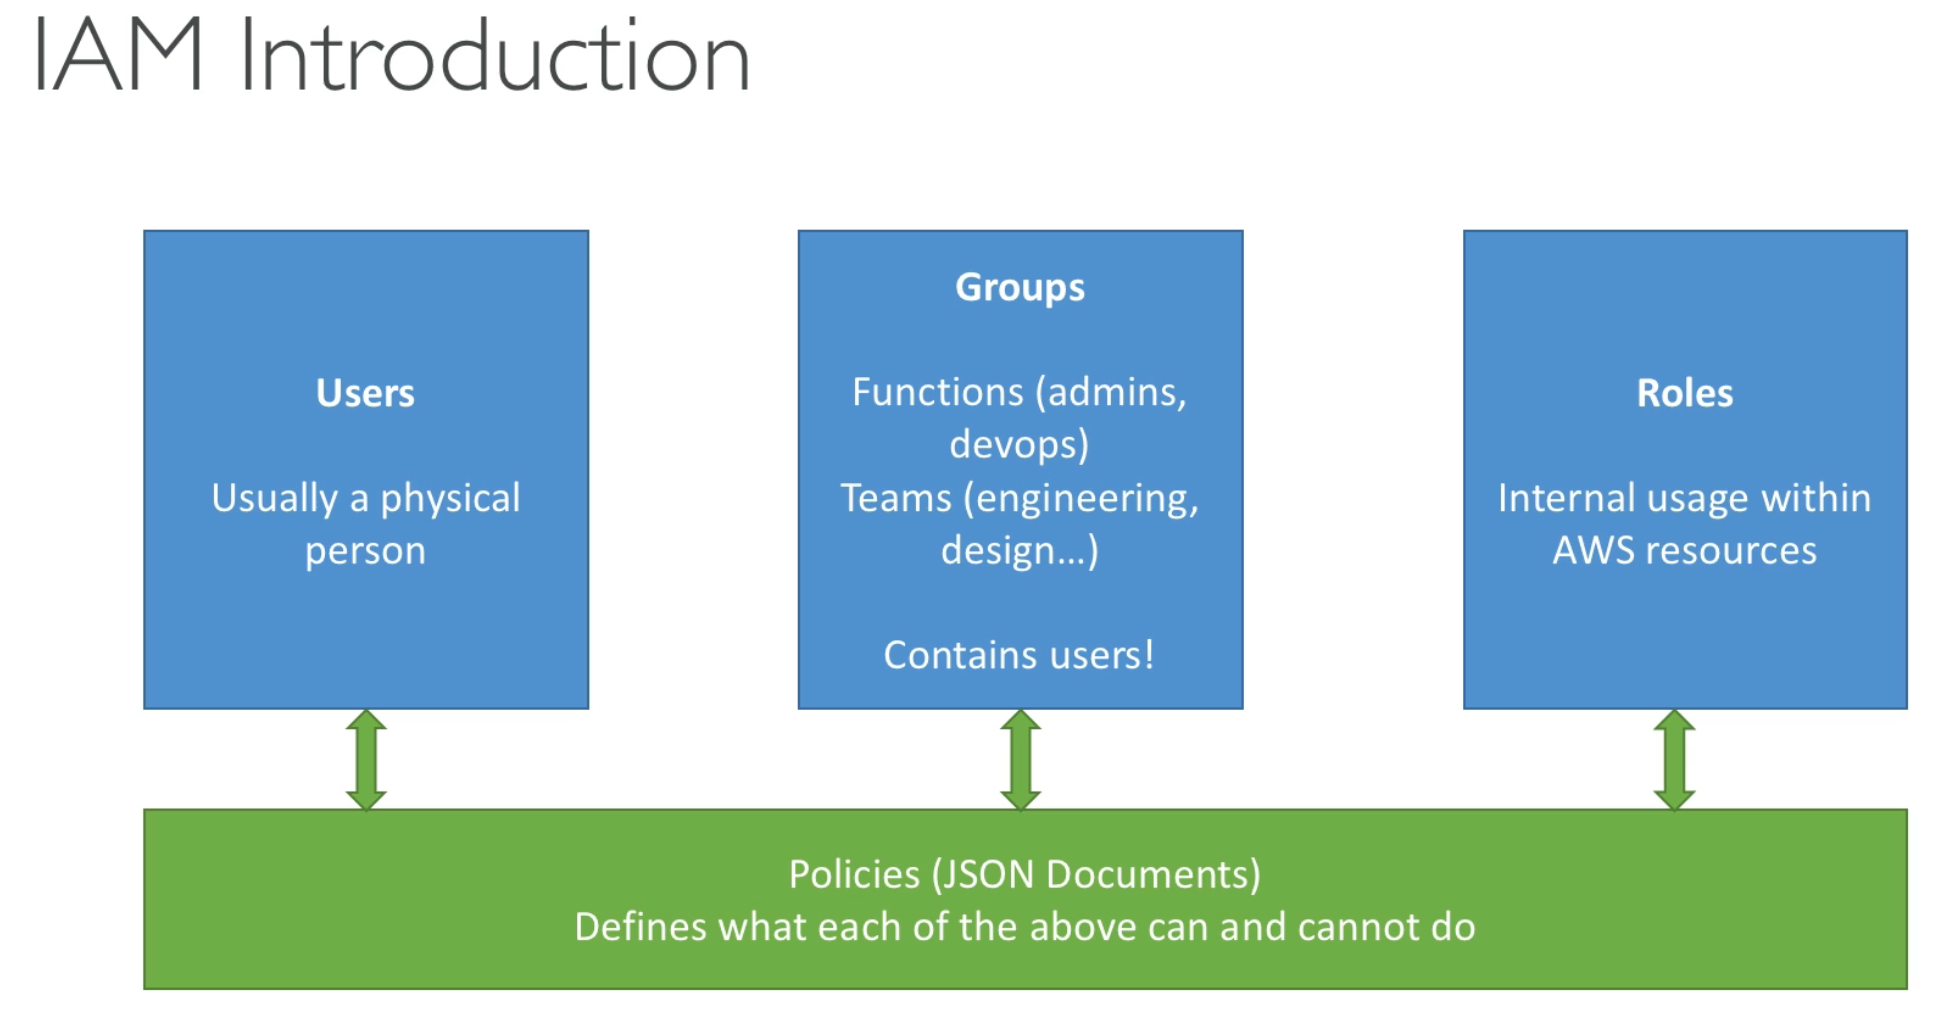 IAM Introduction
Users
Usually a physical
person
Groups
Functions (admins,
devops)
Teams (engineering,
design...)
Contains users!
Roles
Internal usage within
AWS resources
Policies (JSON Documents)
Defines what each of the above can and cannot do